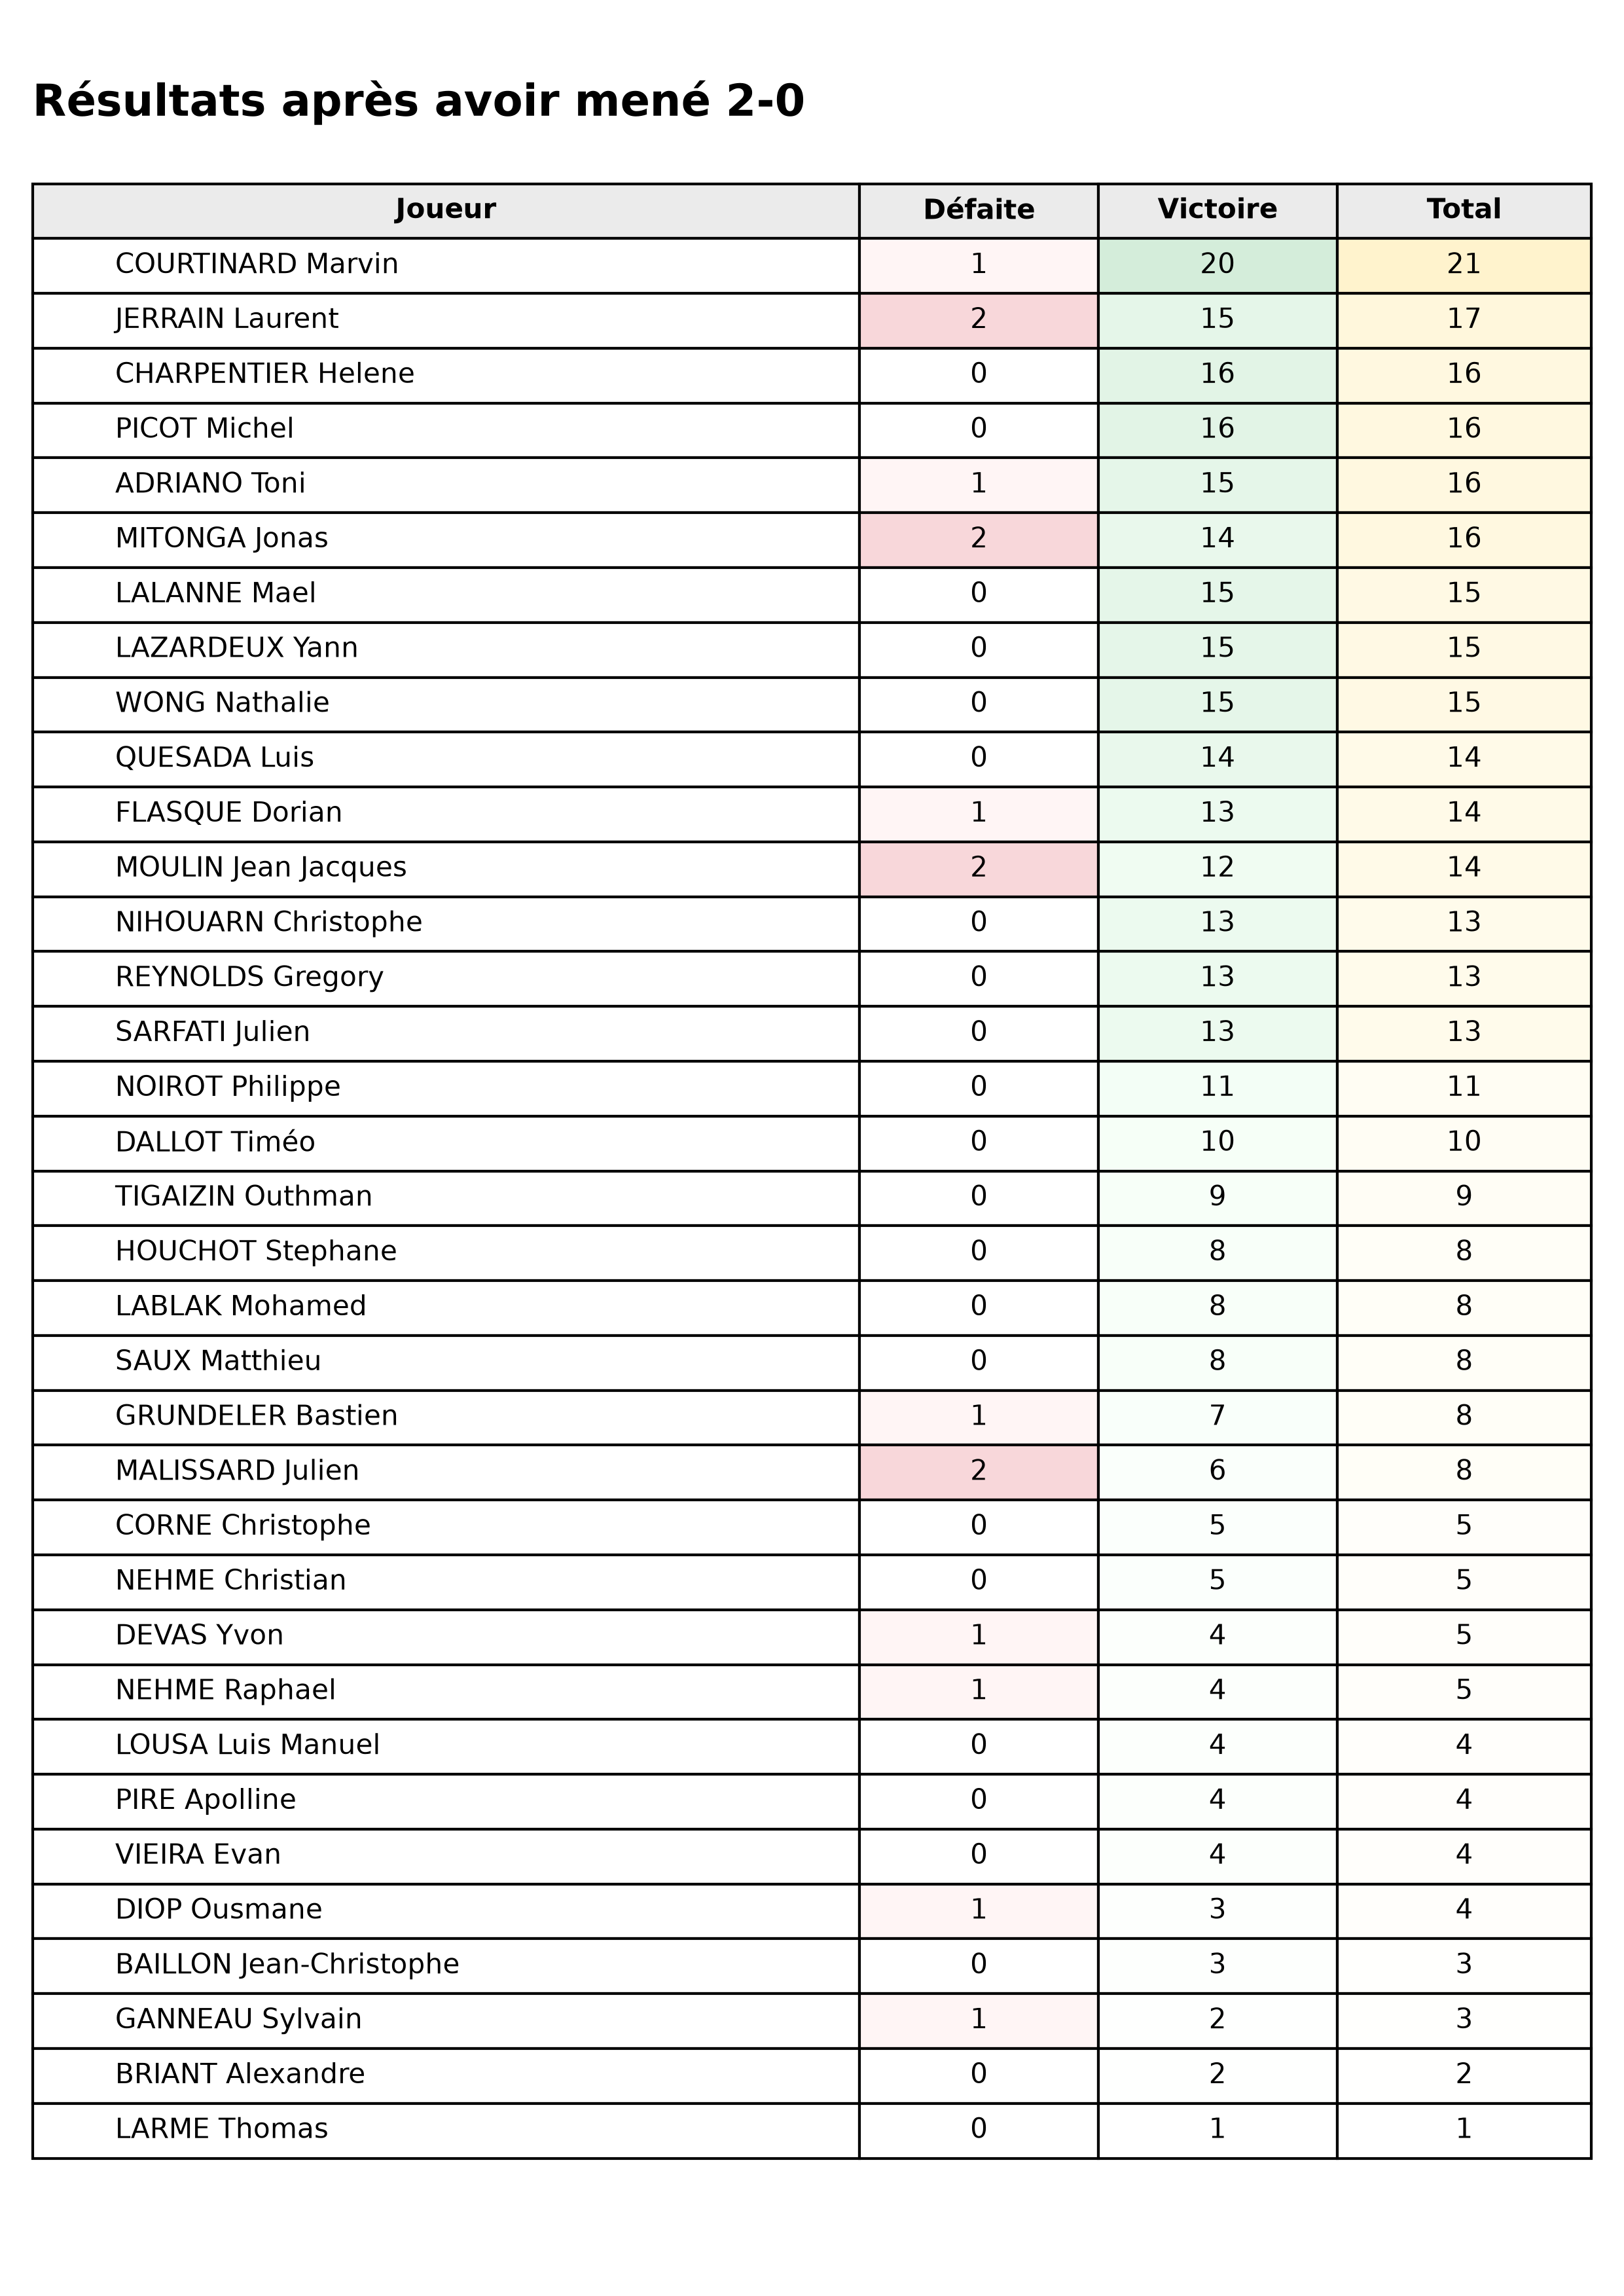 Résultats après avoir mené 2-0
Joueur Défaite Victoire Total
COURTINARD Marvin 1 20 21
JERRAIN Laurent 2 15 17
CHARPENTIER Helene 0 16 16
PICOT Michel 0 16 16
ADRIANO Toni 1 15 16
MITONGA Jonas 2 14 16
LALANNE Mael 0 15 15
LAZARDEUX Yann 0 15 15
WONG Nathalie 0 15 15
QUESADA Luis 0 14 14
FLASQUE Dorian 1 13 14
MOULIN Jean Jacques 2 12 14
NIHOUARN Christophe 0 13 13
REYNOLDS Gregory 0 13 13
SARFATI Julien 0 13 13
NOIROT Philippe 0 11 11
DALLOT Timéo 0 10 10
TIGAIZIN Outhman 0 9 9
HOUCHOT Stephane 0 8 8
LABLAK Mohamed 0 8 8
SAUX Matthieu 0 8 8
GRUNDELER Bastien 1 7 8
MALISSARD Julien 2 6 8
CORNE Christophe 0 5 5
NEHME Christian 0 5 5
DEVAS Yvon 1 4 5
NEHME Raphael 1 4 5
LOUSA Luis Manuel 0 4 4
PIRE Apolline 0 4 4
VIEIRA Evan 0 4 4
DIOP Ousmane 1 3 4
BAILLON Jean-Christophe 0 3 3
GANNEAU Sylvain 1 2 3
BRIANT Alexandre 0 2 2
LARME Thomas 0 1 1